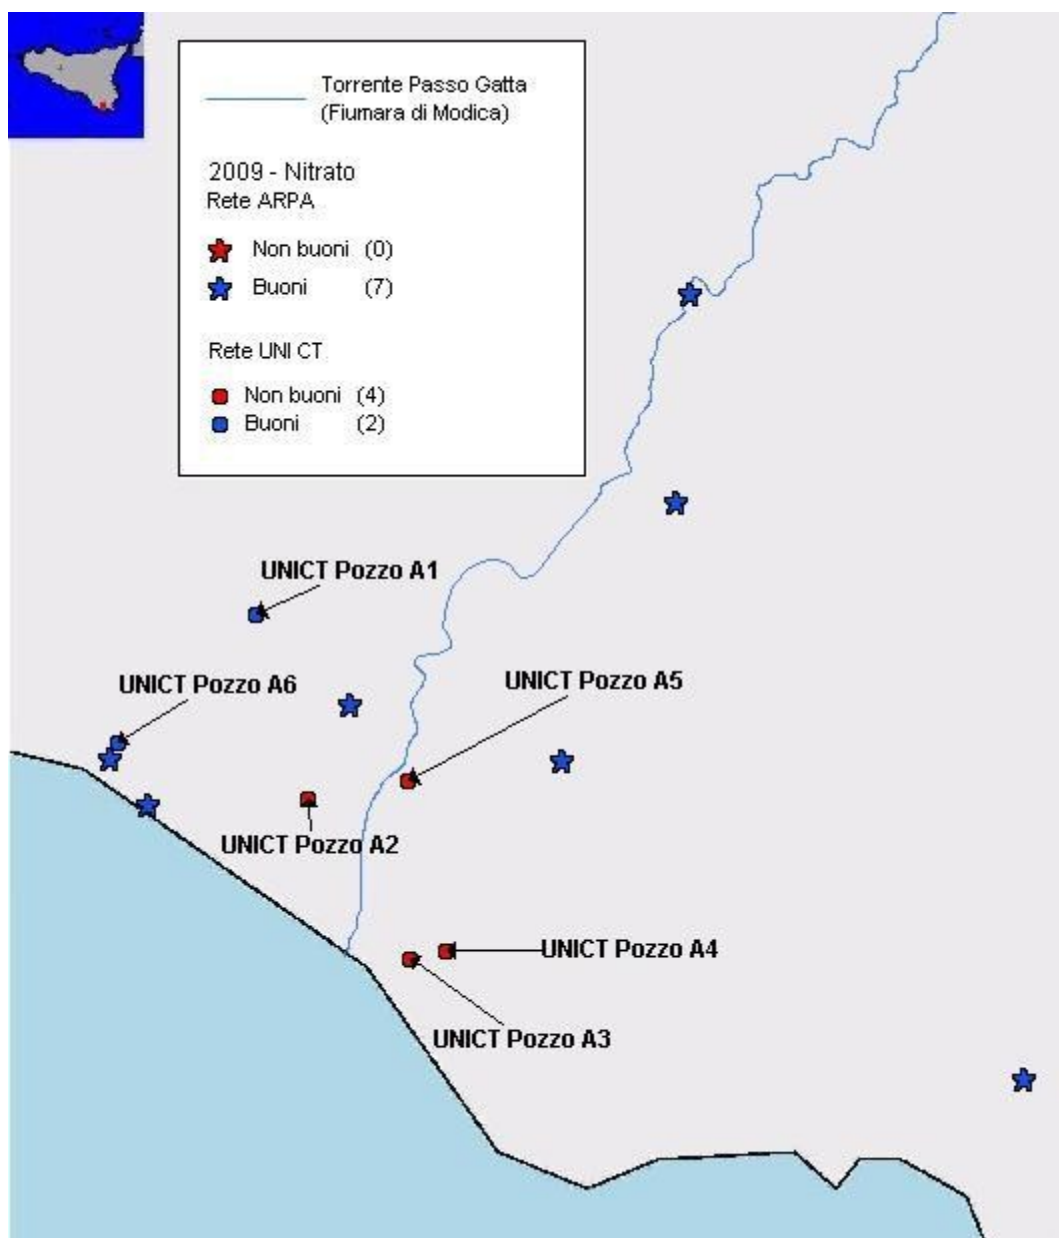 Torrente Passo Gatta
(Fiumara di Modica)
2009 - Nitrato
Rete ARPA
Non buoni (0)
Buoni (7)
Rete UNI CT
Non buoni (4)
Buoni (2)
UNICT Pozzo A1
UNICT Pozzo A6
UNICT Pozzo A5
UNICT Pozzo A2
UNICT Pozzo A4
UNICT Pozzo A3